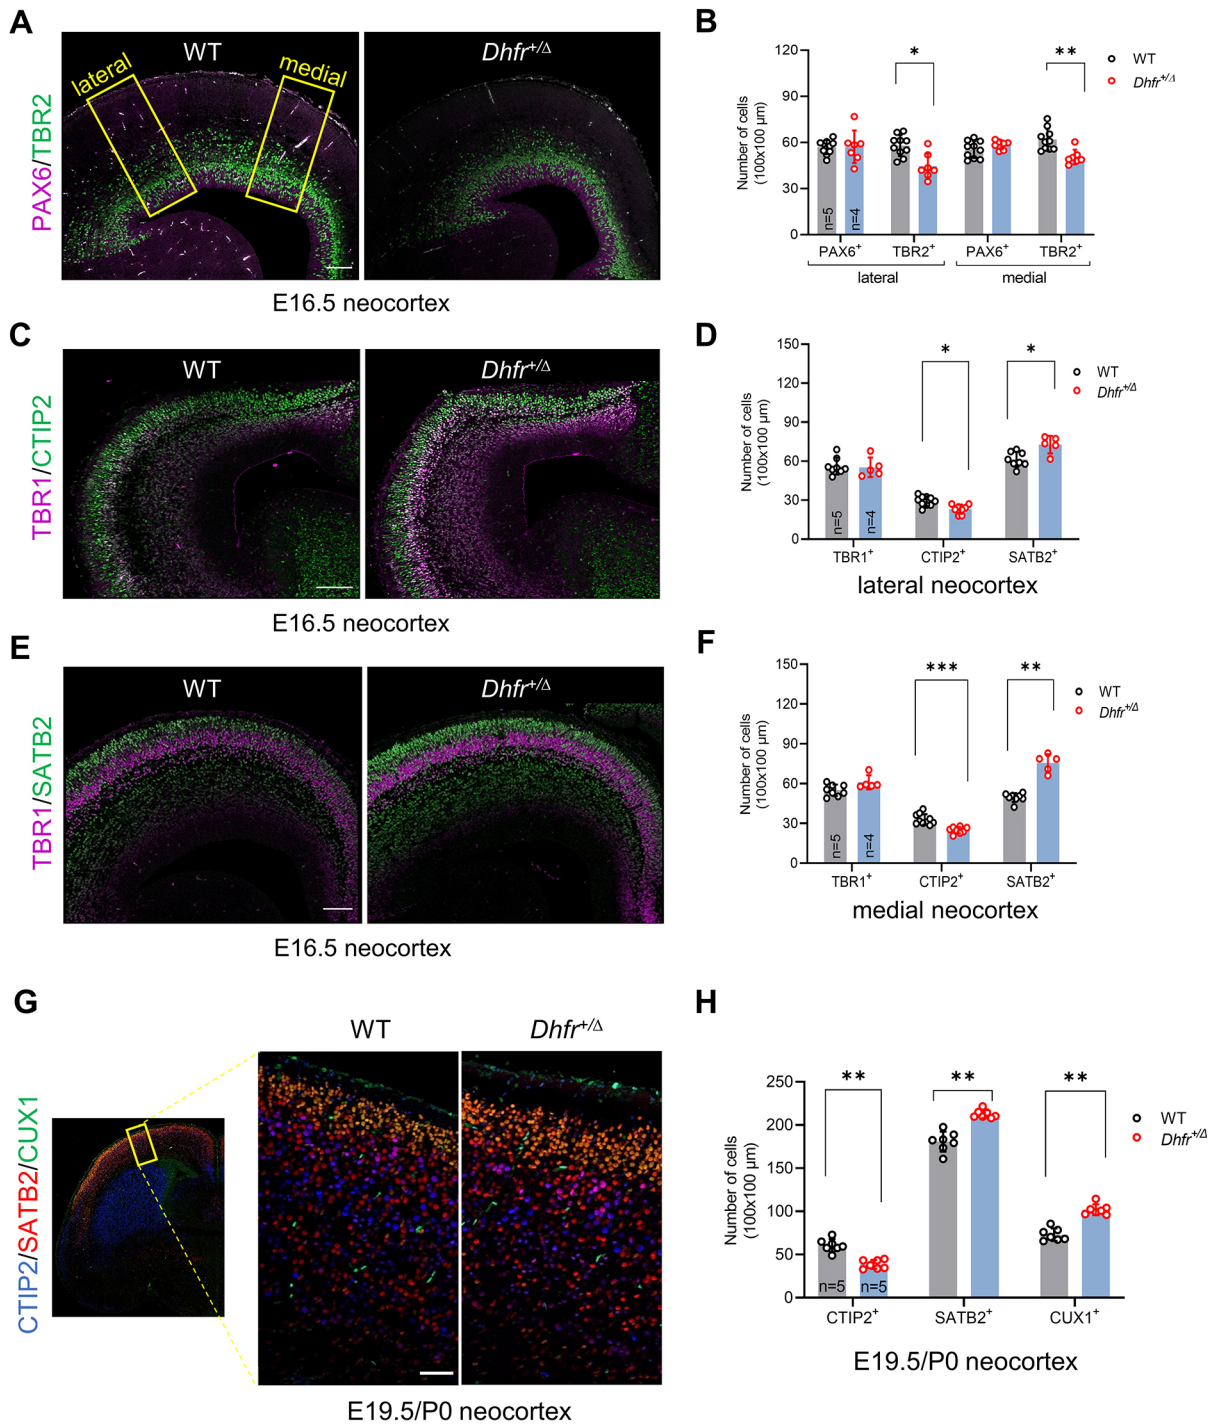 A
WT
Dhfr+/Δ
lateral
medial
PAX6/TBR2
E16.5 neocortex
B
Number of cells
(100x100 µm)
120
90
60
30
0
*
**
WT
Dhfr+/Δ
n=5
n=4
PAX6+
TBR2+
PAX6+
TBR2+
lateral
medial
C
WT
Dhfr+/Δ
TBR1/CTIP2
E16.5 neocortex
D
Number of cells
(100x100 µm)
150
120
90
60
30
0
*
*
WT
Dhfr+/Δ
n=5
n=4
TBR1+
CTIP2+
SATB2+
lateral neocortex
E
WT
Dhfr+/Δ
TBR1/SATB2
E16.5 neocortex
F
Number of cells
(100x100 µm)
150
120
90
60
30
0
***
**
WT
Dhfr+/Δ
n=5
n=4
TBR1+
CTIP2+
SATB2+
medial neocortex
G
WT
Dhfr+/Δ
CTIP2/SATB2/CUX1
E19.5/P0 neocortex
H
Number of cells
(100x100 µm)
250
200
150
100
50
0
**
**
**
WT
Dhfr+/Δ
n=5
n=5
CTIP2+
SATB2+
CUX1+
E19.5/P0 neocortex